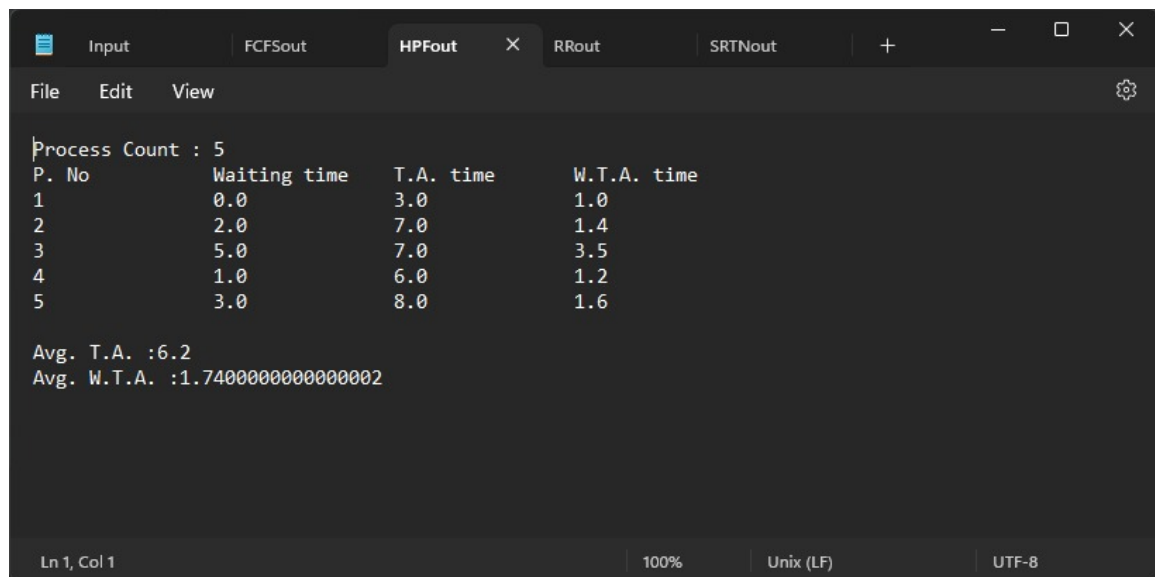 Input FCFSout HPFout RRout SRTNout
File Edit View
Process Count : 5
P. No Waiting time T.A. time W.T.A. time
1 0.0 3.0 1.0
2 2.0 7.0 1.4
3 5.0 7.0 3.5
4 1.0 6.0 1.2
5 3.0 8.0 1.6
Avg. T.A. :6.2
Avg. W.T.A. :1.7400000000000002
Ln 1, Col 1 100% Unix (LF) UTF-8